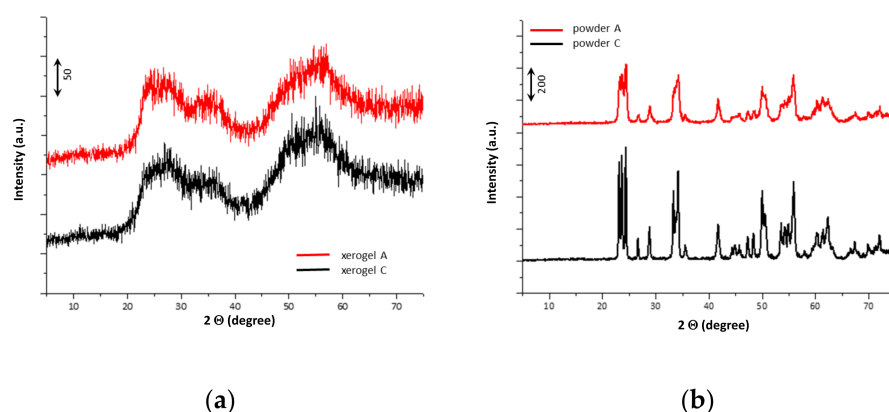 Intensity (a.u.)
50
xerogel A
xerogel C
10 20 30 40 50 60 70
2 Θ (degree)
(a)
powder A
powder C
Intensity (a.u.)
200
10 20 30 40 50 60 70
2 Θ (degree)
(b)